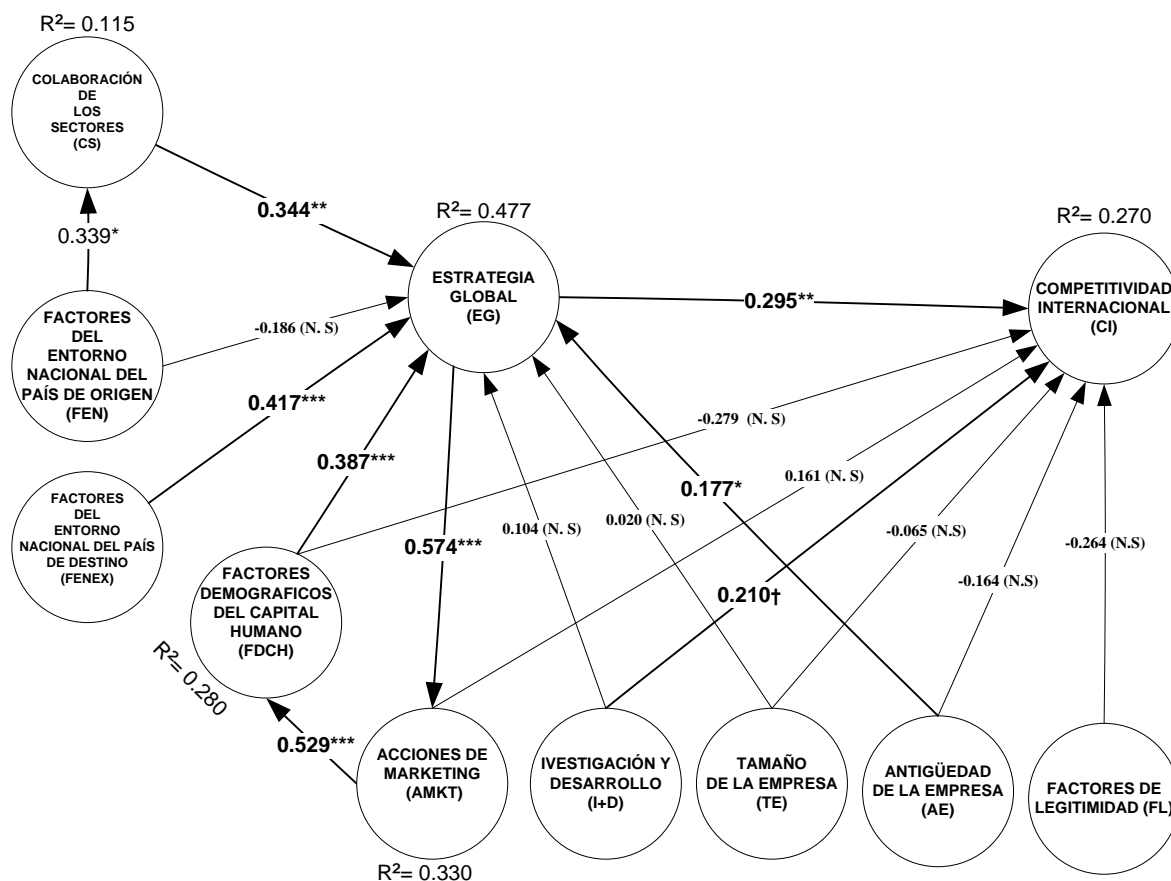 R²= 0.115
COLABORACIÓN
DE
LOS
SECTORES
(CS)
0.344**
0.339*
R²= 0.477
ESTRATEGIA
GLOBAL
(EG)
R²= 0.270
COMPETITIVIDAD
INTERNACIONAL
(CI)
0.295**
FACTORES
DEL
ENTORNO
NACIONAL DEL
PAÍS DE ORIGEN
(FEN)
-0.186 (N. S)
0.417***
0.387***
-0.279 (N. S)
FACTORES
DEL
ENTORNO
NACIONAL DEL PAÍS
DE DESTINO
(FENEX)
0.574***
0.104 (N. S)
0.020 (N. S)
0.177*
0.161 (N. S)
-0.065 (N.S)
0.210†
-0.164 (N.S)
-0.264 (N.S)
FACTORES
DEMOGRAFICOS
DEL CAPITAL
HUMANO
(FDCH)
R²= 0.280
0.529***
ACCIONES DE
MARKETING
(AMKT)
R²= 0.330
IVESTIGACIÓN Y
DESARROLLO
(I+D)
TAMAÑO
DE LA EMPRESA
(TE)
ANTIGÜEDAD
DE LA EMPRESA
(AE)
FACTORES DE
LEGITIMIDAD (FL)